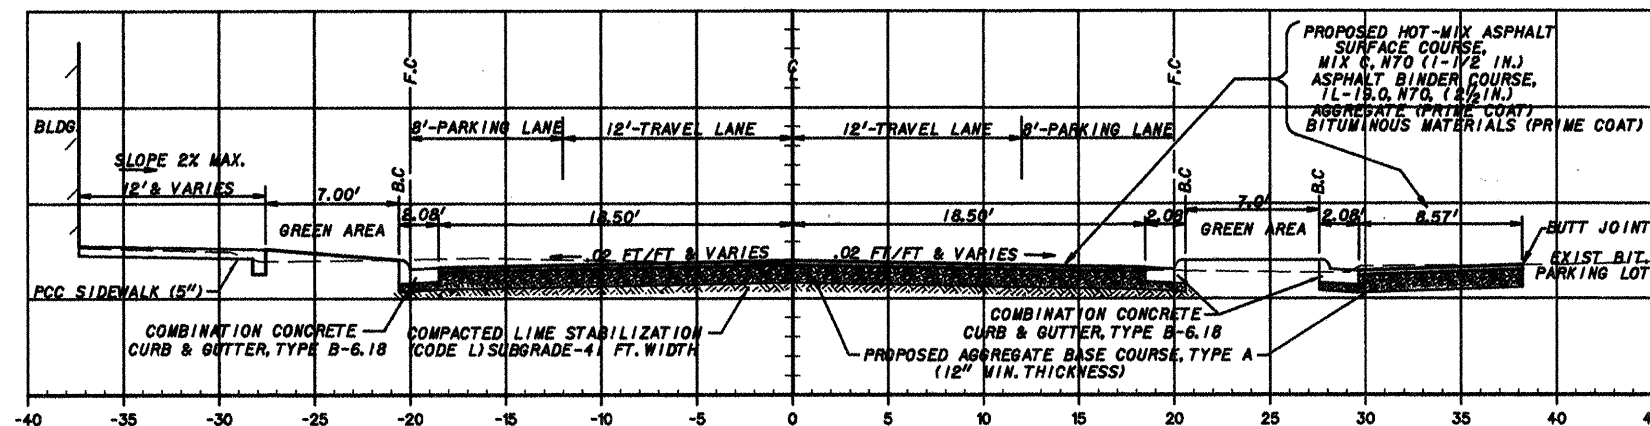 PROPOSED HOT-MIX ASPHALT
SURFACE COURSE,
MIX C, N70 (1-1/2 IN.)
ASPHALT BINDER COURSE,
IL-19.0, N70, (2½ IN.)
AGGREGATE (PRIME COAT)
BITUMINOUS MATERIALS (PRIME COAT)
F.C
F.C
BLDG
8'-PARKING LANE
12'-TRAVEL LANE
12'-TRAVEL LANE
8'-PARKING LANE
SLOPE 2% MAX.
12' & VARIES
7.00'
B.C
B.C
B.C
2.08'
18.50'
18.50'
2.08'
7.0'
2.08'
8.57'
GREEN AREA
GREEN AREA
BUTT JOINT
.02 FT/FT & VARIES
.02 FT/FT & VARIES
EXIST BIT.
PARKING LOT
PCC SIDEWALK (5")
COMBINATION CONCRETE
CURB & GUTTER, TYPE B-6.18
COMPACTED LIME STABILIZATION
(CODE L) SUBGRADE-41 FT. WIDTH
COMBINATION CONCRETE
CURB & GUTTER, TYPE B-6.18
PROPOSED AGGREGATE BASE COURSE, TYPE A
(12" MIN. THICKNESS)
-40 -35 -30 -25 -20 -15 -10 -5 0 5 10 15 20 25 30 35 40